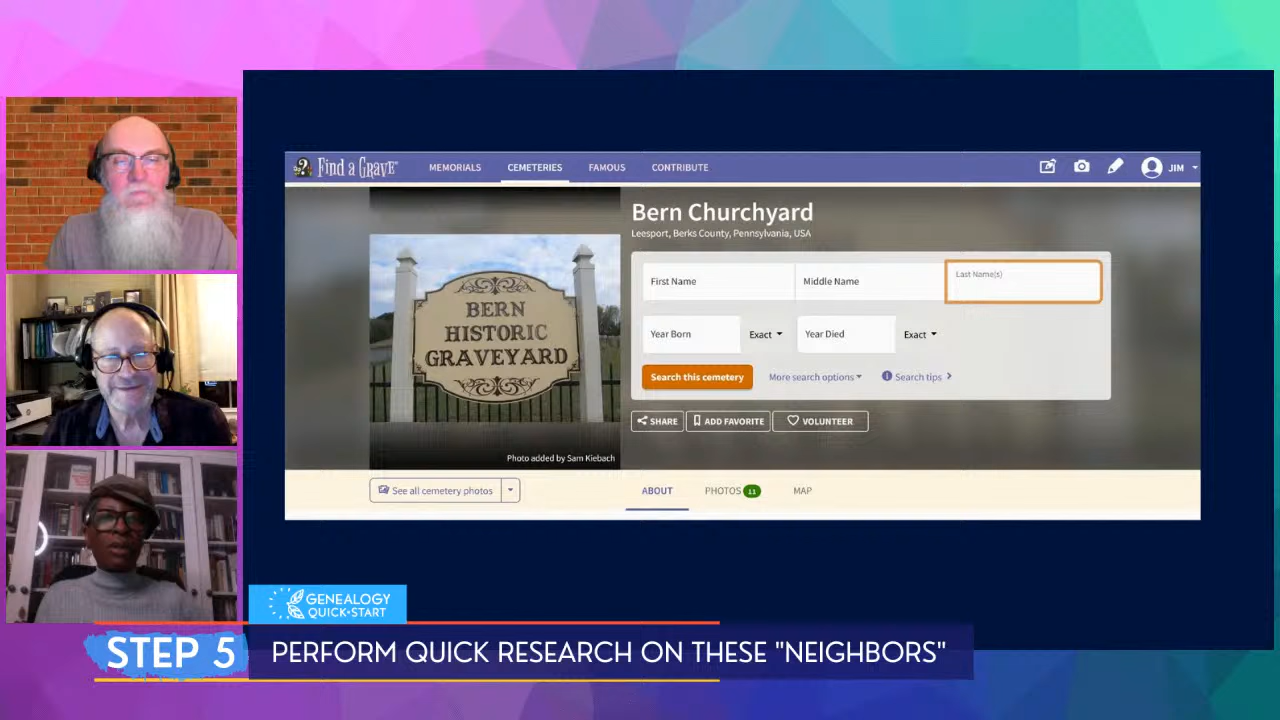 Find a Grave™
MEMORIALS
CEMETERIES
FAMOUS
CONTRIBUTE
JIM
Bern Churchyard
Leesport, Berks County, Pennsylvania, USA
First Name
Middle Name
Last Name(s)
Year Born
Exact
Year Died
Exact
Search this cemetery
More search options
Search tips
SHARE
ADD FAVORITE
VOLUNTEER
BERN
HISTORIC
GRAVEYARD
Photo added by Sam Kiebach
See all cemetery photos
ABOUT
PHOTOS 11
MAP
GENEALOGY
QUICK•START
STEP 5
PERFORM QUICK RESEARCH ON THESE "NEIGHBORS"